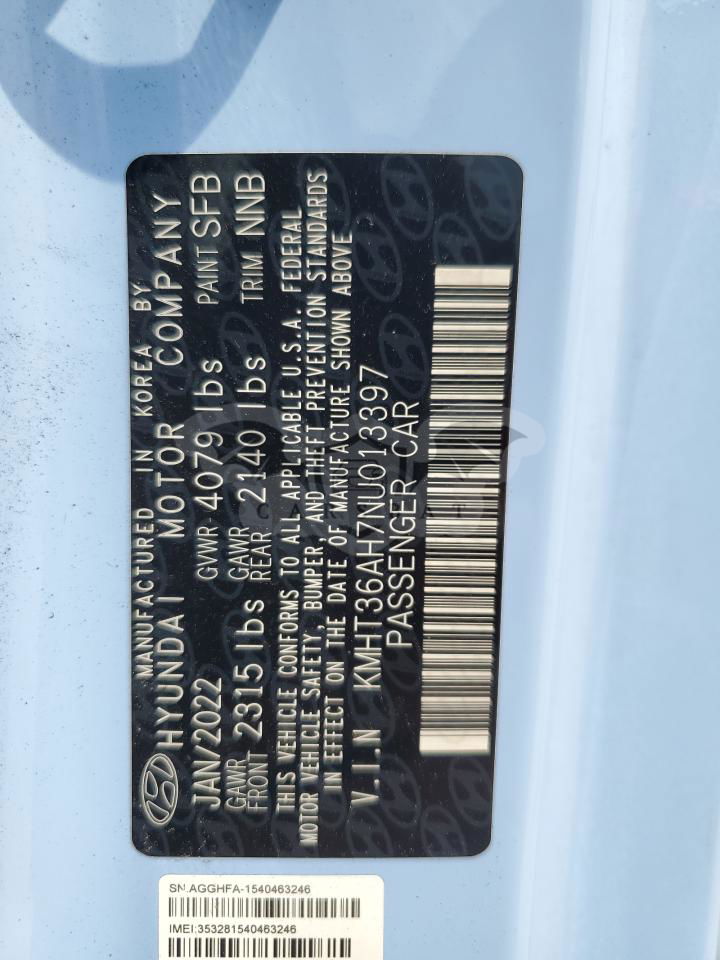 MANUFACTURED IN KOREA BY
HYUNDAI MOTOR COMPANY
JAN/2022 GVWR 4079 lbs PAINT SFB
GAWR FRONT 2315 lbs GAWR REAR 2140 lbs TRIM NNB
THIS VEHICLE CONFORMS TO ALL APPLICABLE U.S.A. FEDERAL
MOTOR VEHICLE SAFETY, BUMPER, AND THEFT PREVENTION STANDARDS
IN EFFECT ON THE DATE OF MANUFACTURE SHOWN ABOVE
V.I.N KMHT36AH7NU013397
PASSENGER CAR
SN.AGGHFA-1540463246
IMEI:353281540463246